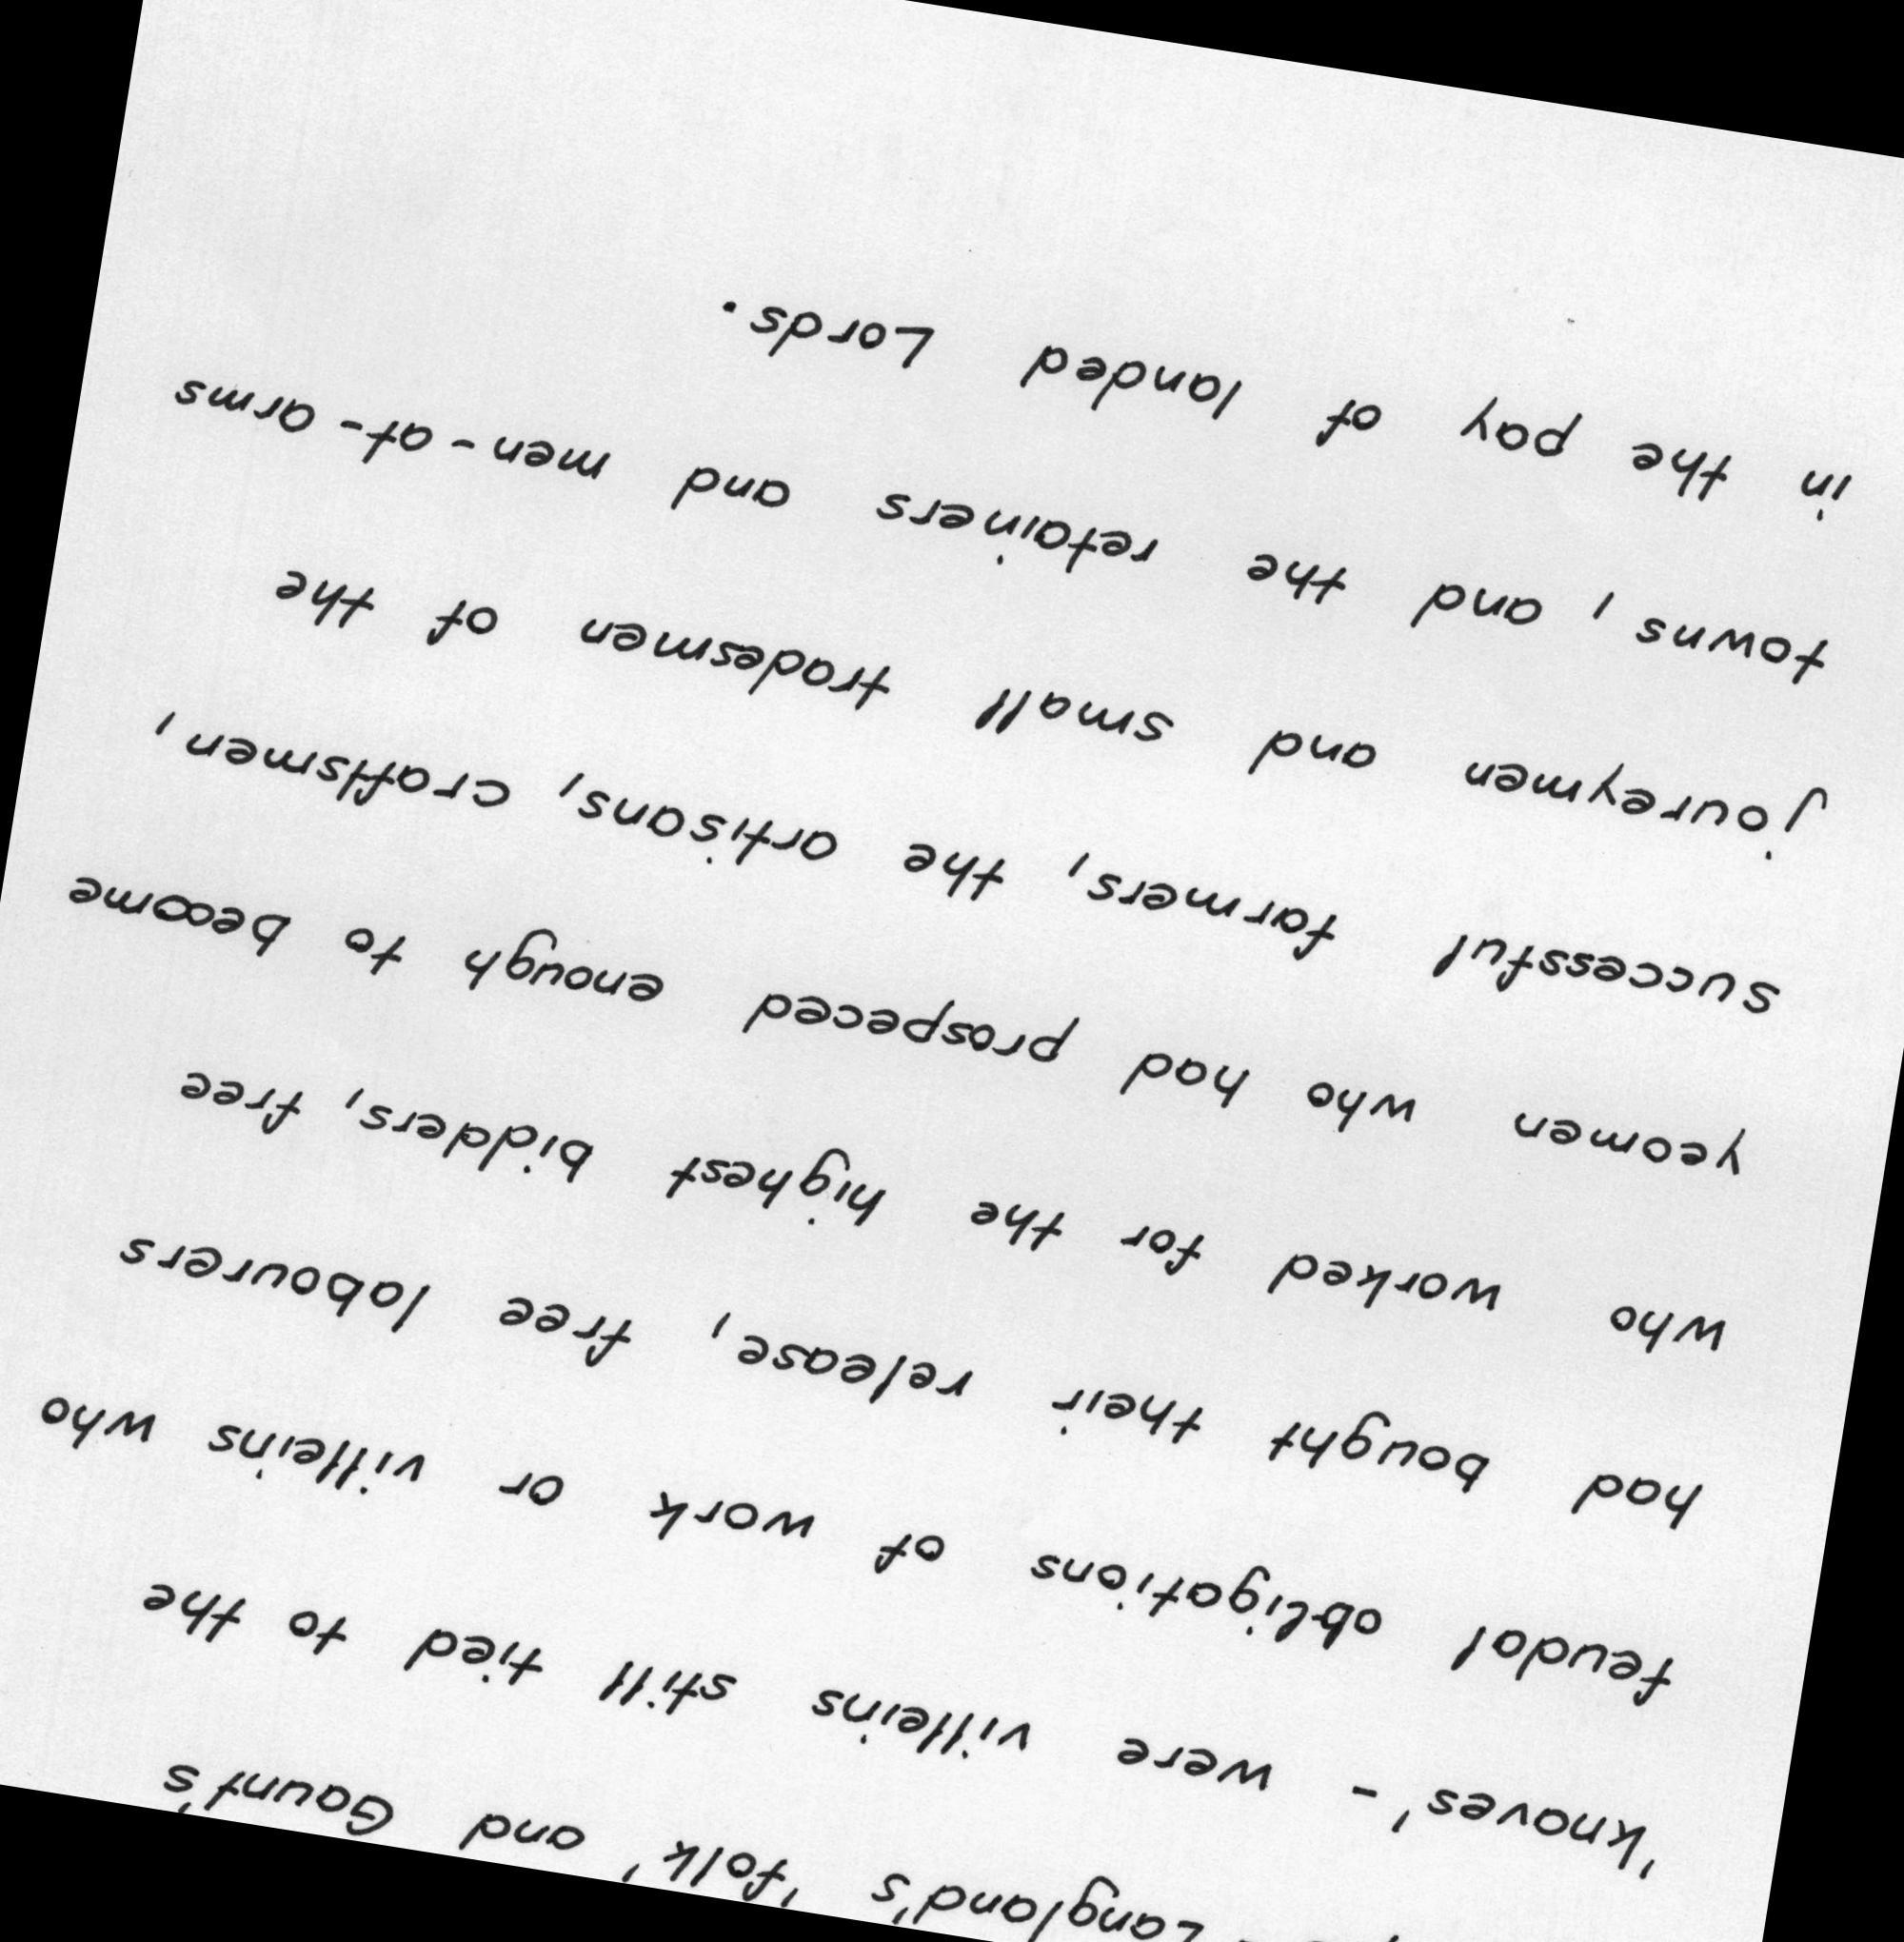 - Langland's 'folk' and Gaunt's
'knaves' - were villeins still tied to the
feudal obligations of work or villeins who
had bought their release, free labourers
who worked for the highest bidders, free
yeomen who had prospeced enough to become
successful farmers, the artisans, craftsmen,
joureymen and small tradesmen of the
towns, and the retainers and men-at-arms
in the pay of landed Lords.